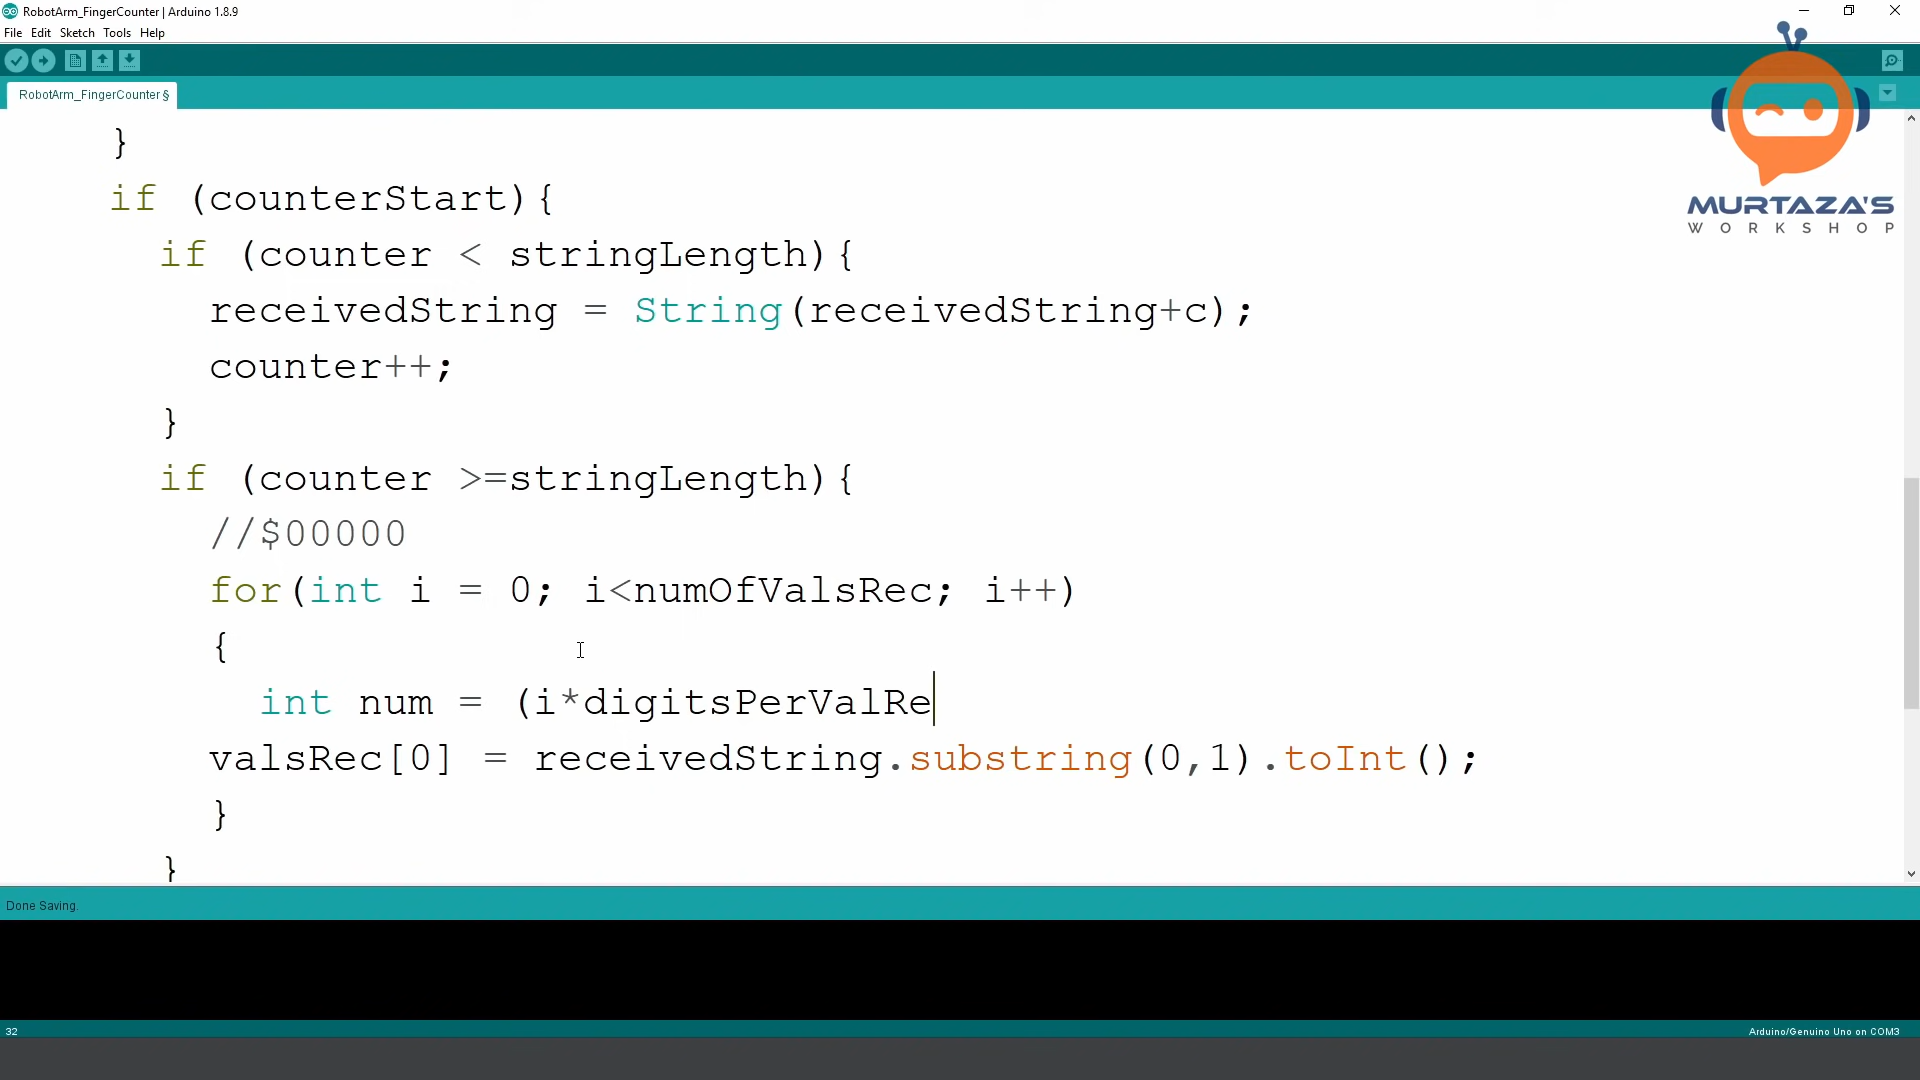 RobotArm_FingerCounter | Arduino 1.8.9
File Edit Sketch Tools Help
RobotArm_FingerCounter §
MURTAZA'S
WORKSHOP
}
if (counterStart){
if (counter < stringLength){
receivedString = String(receivedString+c);
counter++;
}
if (counter >=stringLength){
//$00000
for(int i = 0; i<numOfValsRec; i++)
{
int num = (i*digitsPerValRe
valsRec[0] = receivedString.substring(0,1).toInt();
}
}
Done Saving.
32
Arduino/Genuino Uno on COM3